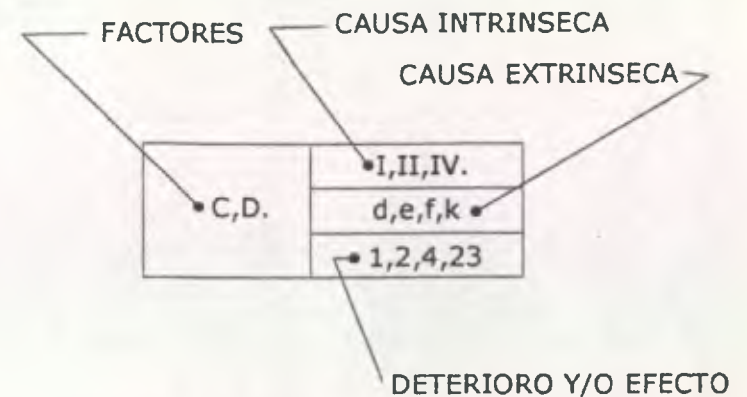 FACTORES
CAUSA INTRINSECA
CAUSA EXTRINSECA
I,II,IV.
C,D.
d,e,f,k
1,2,4,23
DETERIORO Y/O EFECTO